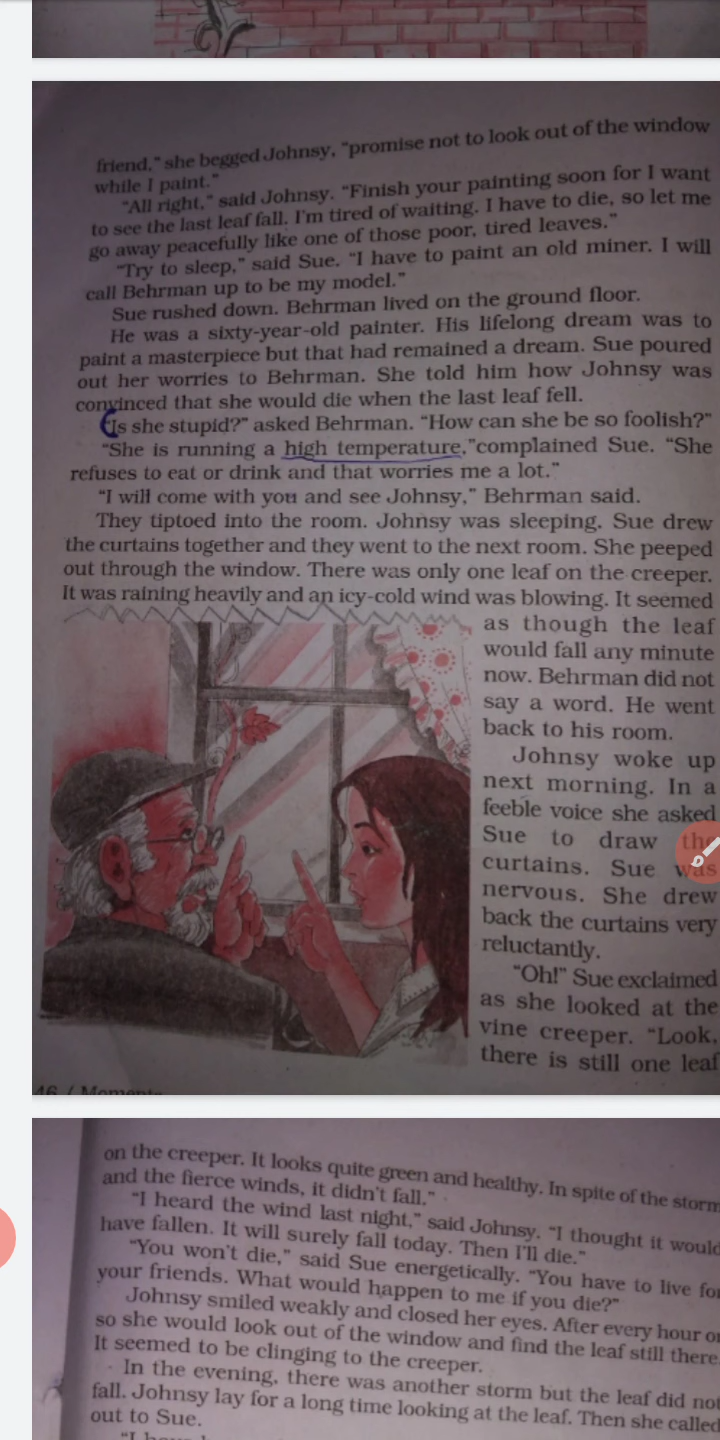 friend," she begged Johnsy, "promise not to look out of the window
while I paint."
"All right," said Johnsy. "Finish your painting soon for I want
to see the last leaf fall. I'm tired of waiting. I have to die, so let me
go away peacefully like one of those poor, tired leaves."
"Try to sleep," said Sue. "I have to paint an old miner. I will
call Behrman up to be my model."
Sue rushed down. Behrman lived on the ground floor.
He was a sixty-year-old painter. His lifelong dream was to
paint a masterpiece but that had remained a dream. Sue poured
out her worries to Behrman. She told him how Johnsy was
convinced that she would die when the last leaf fell.
"Is she stupid?" asked Behrman. "How can she be so foolish?"
"She is running a high temperature,"complained Sue. "She
refuses to eat or drink and that worries me a lot."
"I will come with you and see Johnsy," Behrman said.
They tiptoed into the room. Johnsy was sleeping. Sue drew
the curtains together and they went to the next room. She peeped
out through the window. There was only one leaf on the creeper.
It was raining heavily and an icy-cold wind was blowing. It seemed
as though the leaf
would fall any minute
now. Behrman did not
say a word. He went
back to his room.
Johnsy woke up
next morning. In a
feeble voice she asked
Sue to draw the
curtains. Sue was
nervous. She drew
back the curtains very
reluctantly.
"Oh!" Sue exclaimed
as she looked at the
vine creeper. "Look,
there is still one leaf
46 / Moments
on the creeper. It looks quite green and healthy. In spite of the storm
and the fierce winds, it didn't fall."
"I heard the wind last night," said Johnsy. "I thought it would
have fallen. It will surely fall today. Then I'll die."
"You won't die," said Sue energetically. "You have to live for
your friends. What would happen to me if you die?"
Johnsy smiled weakly and closed her eyes. After every hour or
so she would look out of the window and find the leaf still there.
It seemed to be clinging to the creeper.
In the evening, there was another storm but the leaf did not
fall. Johnsy lay for a long time looking at the leaf. Then she called
out to Sue.